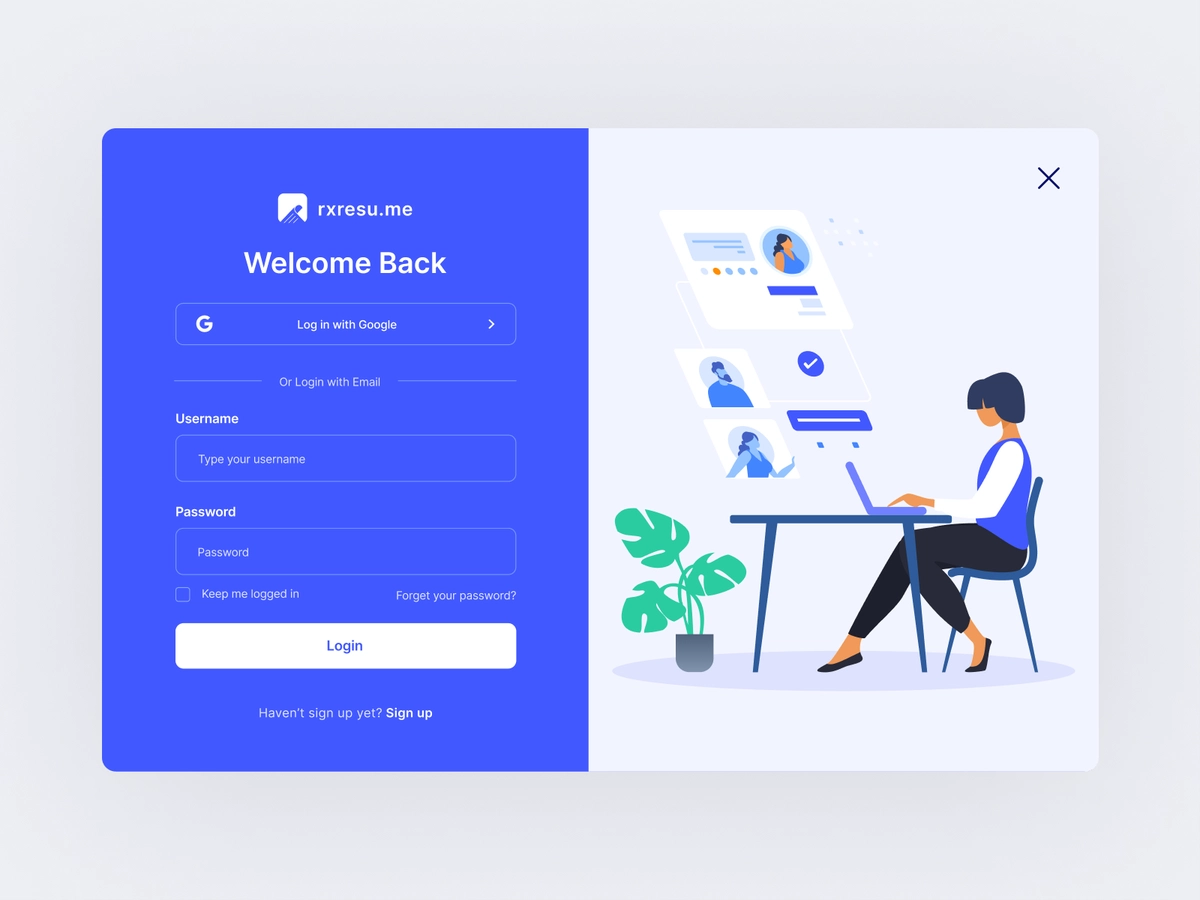 rxresu.me
Welcome Back
Log in with Google
Or Login with Email
Username
Type your username
Password
Password
Keep me logged in
Forget your password?
Login
Haven't sign up yet? Sign up